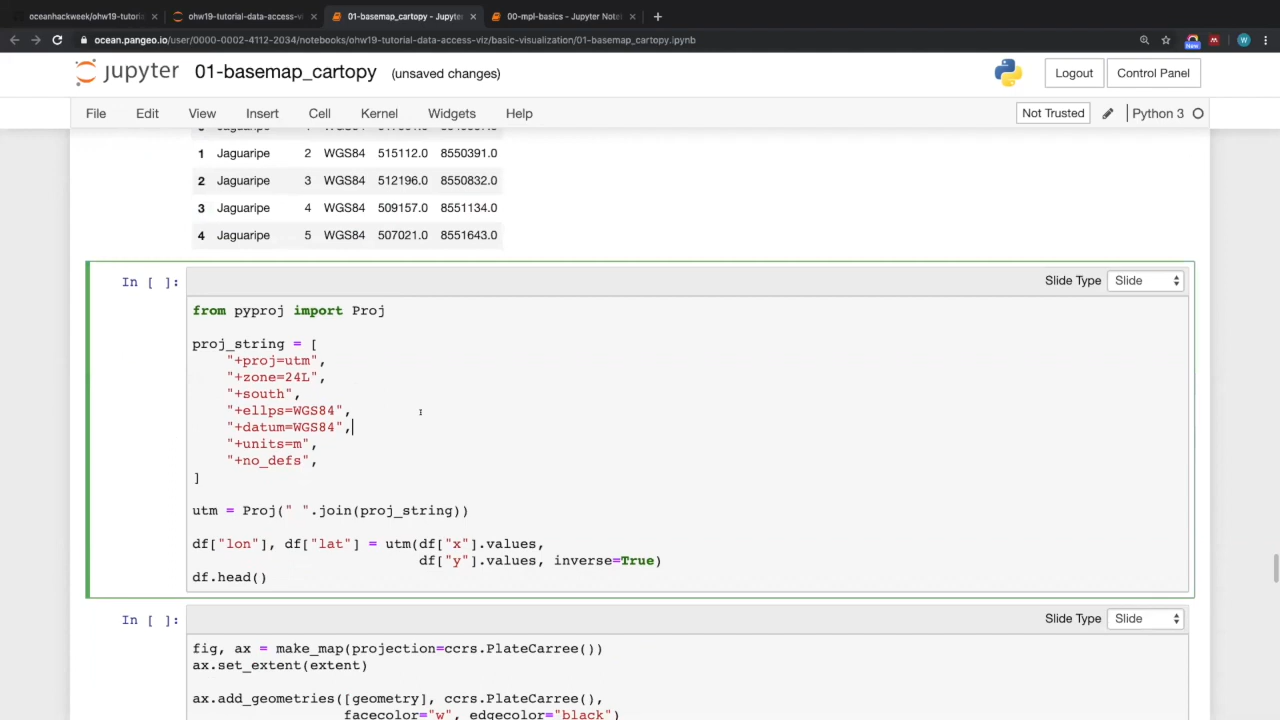 oceanhackweek/ohw19-tutoria
ohw19-tutorial-data-access-vi
01-basemap_cartopy - Jupyte
00-mpl-basics - Jupyter Note
ocean.pangeo.io/user/0000-0002-4112-2034/notebooks/ohw19-tutorial-data-access-viz/basic-visualization/01-basemap_cartopy.ipynb
New
W
jupyter 01-basemap_cartopy (unsaved changes)
Logout
Control Panel
File Edit View Insert Cell Kernel Widgets Help
Not Trusted
Python 3
1 Jaguaripe 2 WGS84 515112.0 8550391.0
2 Jaguaripe 3 WGS84 512196.0 8550832.0
3 Jaguaripe 4 WGS84 509157.0 8551134.0
4 Jaguaripe 5 WGS84 507021.0 8551643.0
In [ ]:
Slide Type Slide
from pyproj import Proj
proj_string = [
"+proj=utm",
"+zone=24L",
"+south",
"+ellps=WGS84",
"+datum=WGS84",
"+units=m",
"+no_defs",
]
utm = Proj(" ".join(proj_string))
df["lon"], df["lat"] = utm(df["x"].values,
df["y"].values, inverse=True)
df.head()
In [ ]:
Slide Type Slide
fig, ax = make_map(projection=ccrs.PlateCarree())
ax.set_extent(extent)
ax.add_geometries([geometry], ccrs.PlateCarree(),
facecolor="w", edgecolor="black")